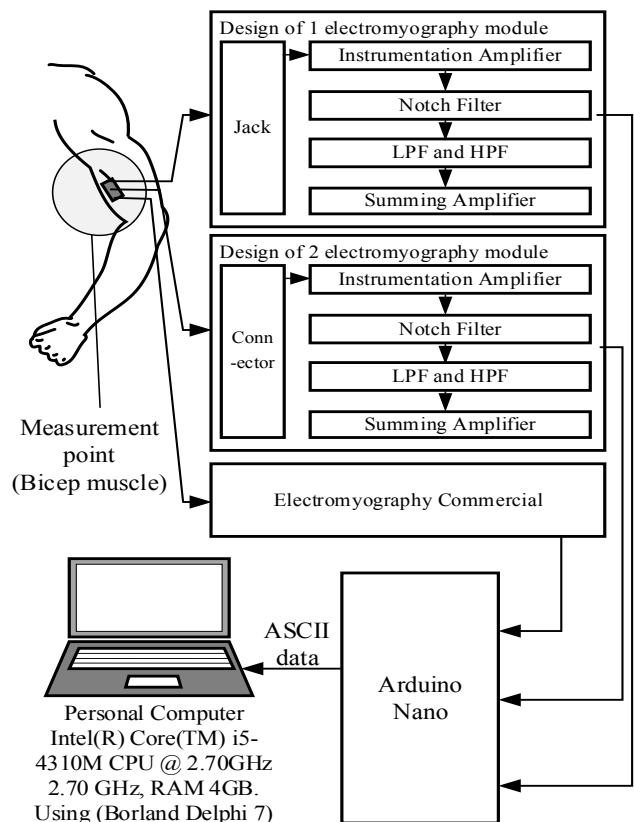 Design of 1 electromyography module
Jack
Instrumentation Amplifier
Notch Filter
LPF and HPF
Summing Amplifier
Design of 2 electromyography module
Conn
-ector
Instrumentation Amplifier
Notch Filter
LPF and HPF
Summing Amplifier
Measurement
point
(Bicep muscle)
Electromyography Commercial
ASCII
data
Arduino
Nano
Personal Computer
Intel(R) Core(TM) i5-
4310M CPU @ 2.70GHz
2.70 GHz, RAM 4GB.
Using (Borland Delphi 7)